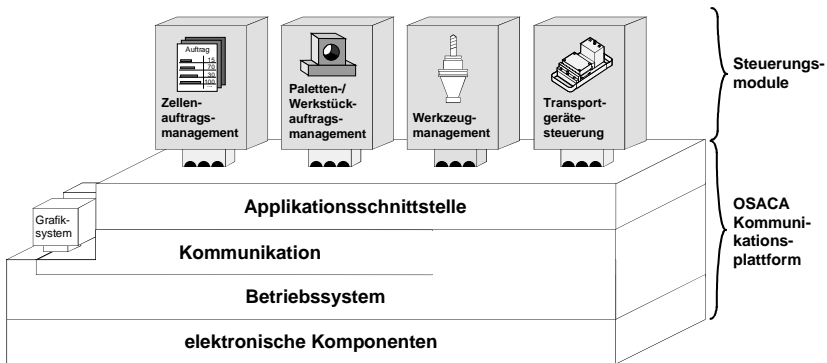 Auftrag
15
70
30
100
Zellen-
auftrags-
management
Paletten-/
Werkstück-
auftrags-
management
Werkzeug-
management
Transport-
geräte-
steuerung
Steuerungs-
module
Grafik-
system
Applikationsschnittstelle
Kommunikation
Betriebssystem
elektronische Komponenten
OSACA
Kommuni-
kations-
plattform